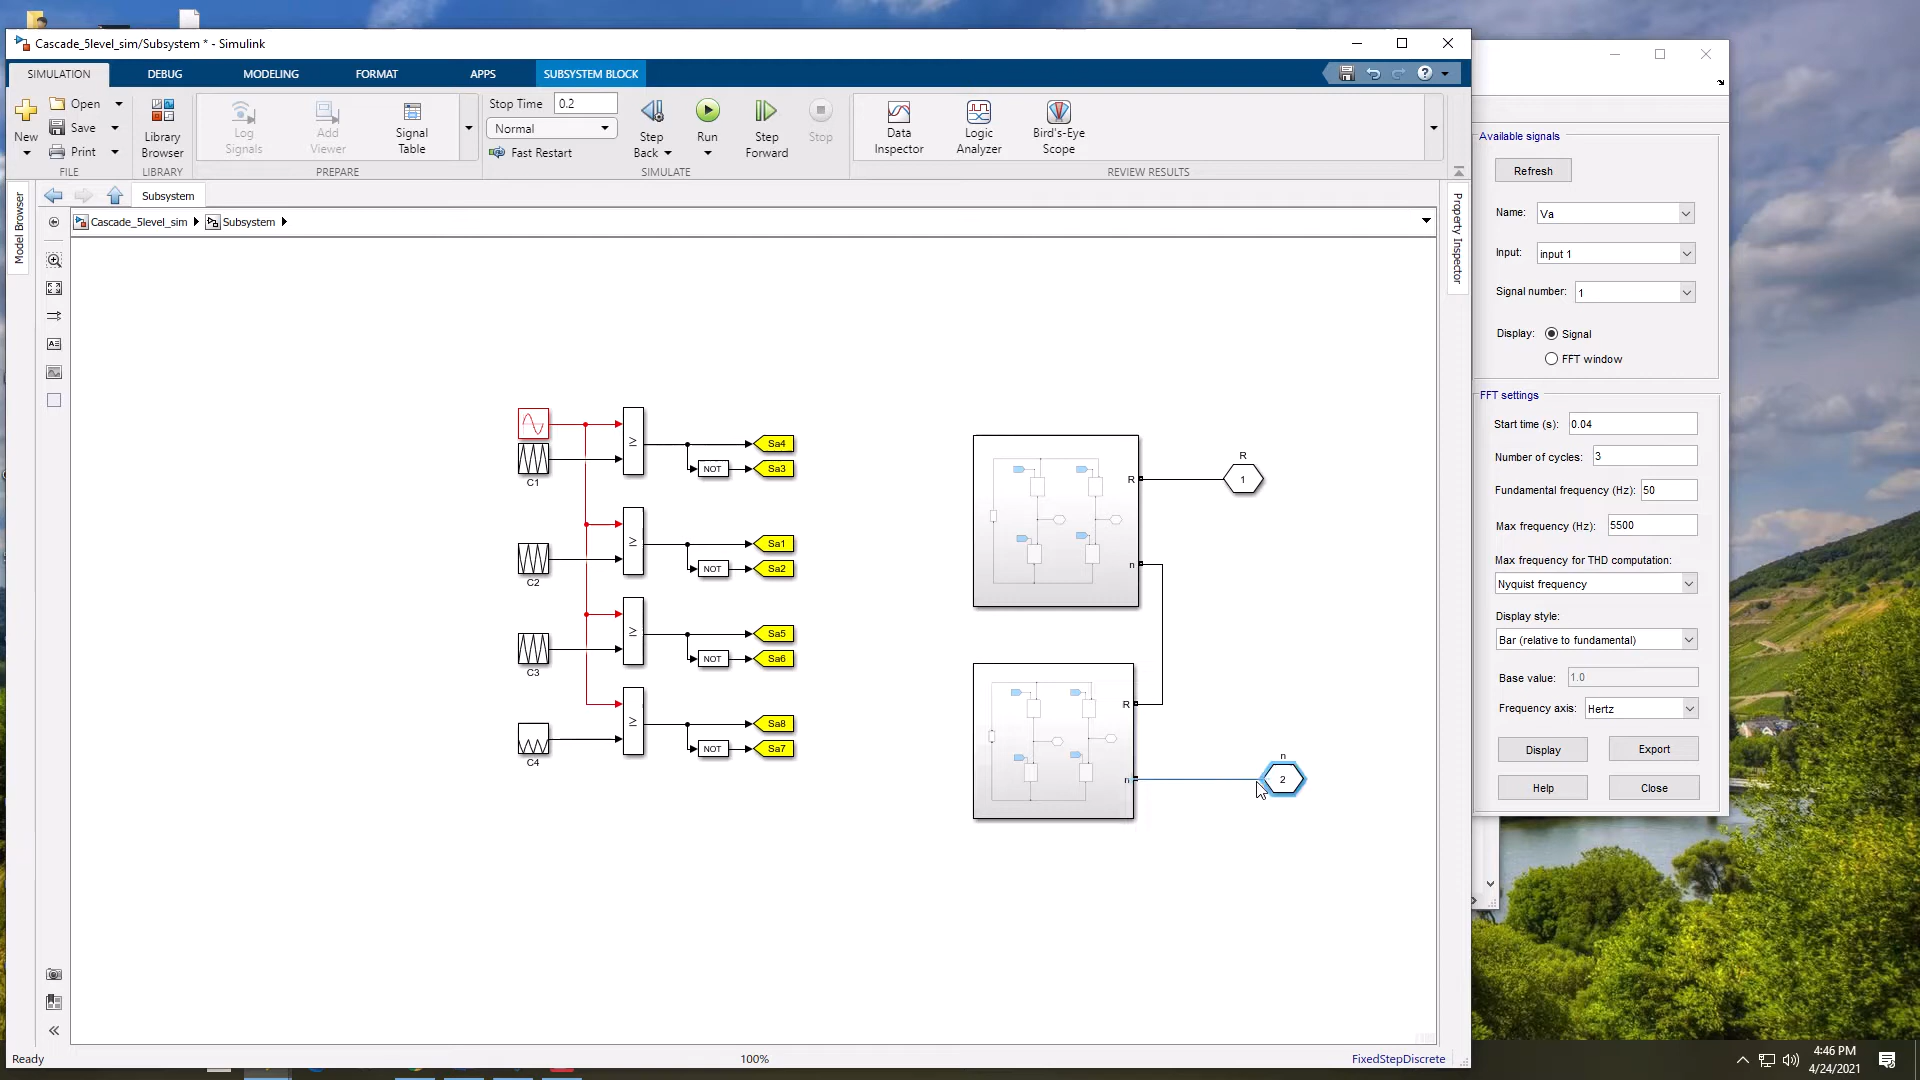 Cascade_5level_sim/Subsystem * - Simulink
SIMULATION
DEBUG
MODELING
FORMAT
APPS
SUBSYSTEM BLOCK
New
Open
Save
Print
FILE
Library
Browser
LIBRARY
Log
Signals
Add
Viewer
Signal
Table
PREPARE
Stop Time 0.2
Normal
Fast Restart
Step
Back
Run
Step
Forward
Stop
SIMULATE
Data
Inspector
Logic
Analyzer
Bird's-Eye
Scope
REVIEW RESULTS
Model Browser
Subsystem
Cascade_5level_sim
Subsystem
Property Inspector
C1
≥
NOT
Sa4
Sa3
C2
≥
NOT
Sa1
Sa2
C3
≥
NOT
Sa5
Sa6
C4
≥
NOT
Sa8
Sa7
R
n
R
1
R
n
n
2
Ready
100%
FixedStepDiscrete
Available signals
Refresh
Name: Va
Input: input 1
Signal number: 1
Display: Signal
FFT window
FFT settings
Start time (s): 0.04
Number of cycles: 3
Fundamental frequency (Hz): 50
Max frequency (Hz): 5500
Max frequency for THD computation:
Nyquist frequency
Display style:
Bar (relative to fundamental)
Base value: 1.0
Frequency axis: Hertz
Display
Export
Help
Close
4:46 PM
4/24/2021